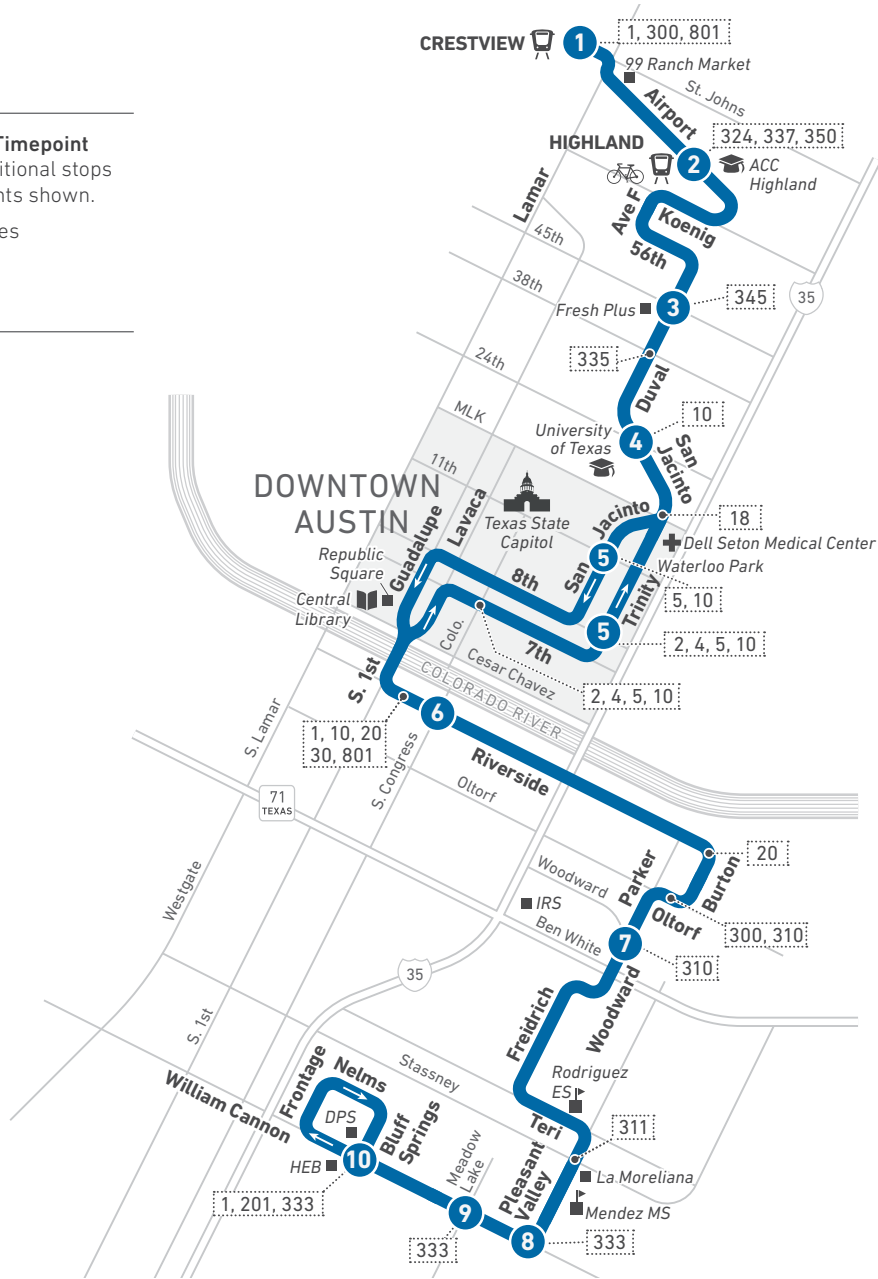 1, 300, 801
CRESTVIEW
1
99 Ranch Market
St. Johns
Airport
Timepoint
itional stops
nts shown.
es
HIGHLAND
324, 337, 350
2
ACC
Highland
Lamar
Ave F
Koenig
45th
56th
38th
35
Fresh Plus
3
345
24th
335
Duval
MLK
10
University
of Texas
4
San
Jacinto
11th
DOWNTOWN
AUSTIN
Guadalupe
Lavaca
Texas State
Capitol
Jacinto
San
18
Dell Seton Medical Center
Waterloo Park
Republic
Square
Central
Library
8th
5
5, 10
Trinity
5
2, 4, 5, 10
Colo.
7th
Cesar Chavez
2, 4, 5, 10
S. 1st
COLORADO RIVER
1, 10, 20
30, 801
6
S. Lamar
S. Congress
Riverside
Oltorf
71
TEXAS
20
Woodward
Parker
Burton
Westgate
IRS
Oltorf
300, 310
Ben White
7
310
35
Woodward
S. 1st
Freidrich
Stassney
Rodriguez
ES
Frontage
Nelms
William Cannon
DPS
Bluff
Springs
Teri
311
HEB
10
Meadow
Lake
Pleasant
Valley
La Moreliana
1, 201, 333
Mendez MS
9
333
8
333